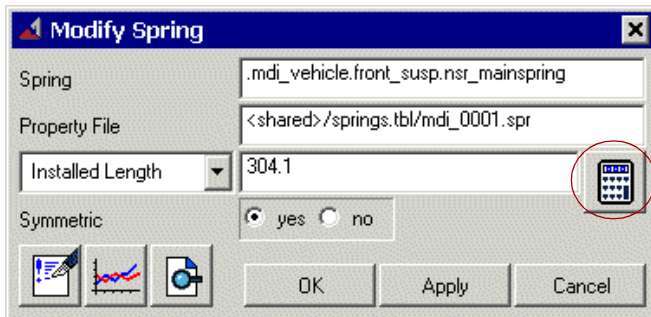 Modify Spring
Spring .mdi_vehicle.front_susp.nsr_mainspring
Property File <shared>/springs.tbl/mdi_0001.spr
Installed Length 304.1
Symmetric yes no
OK Apply Cancel